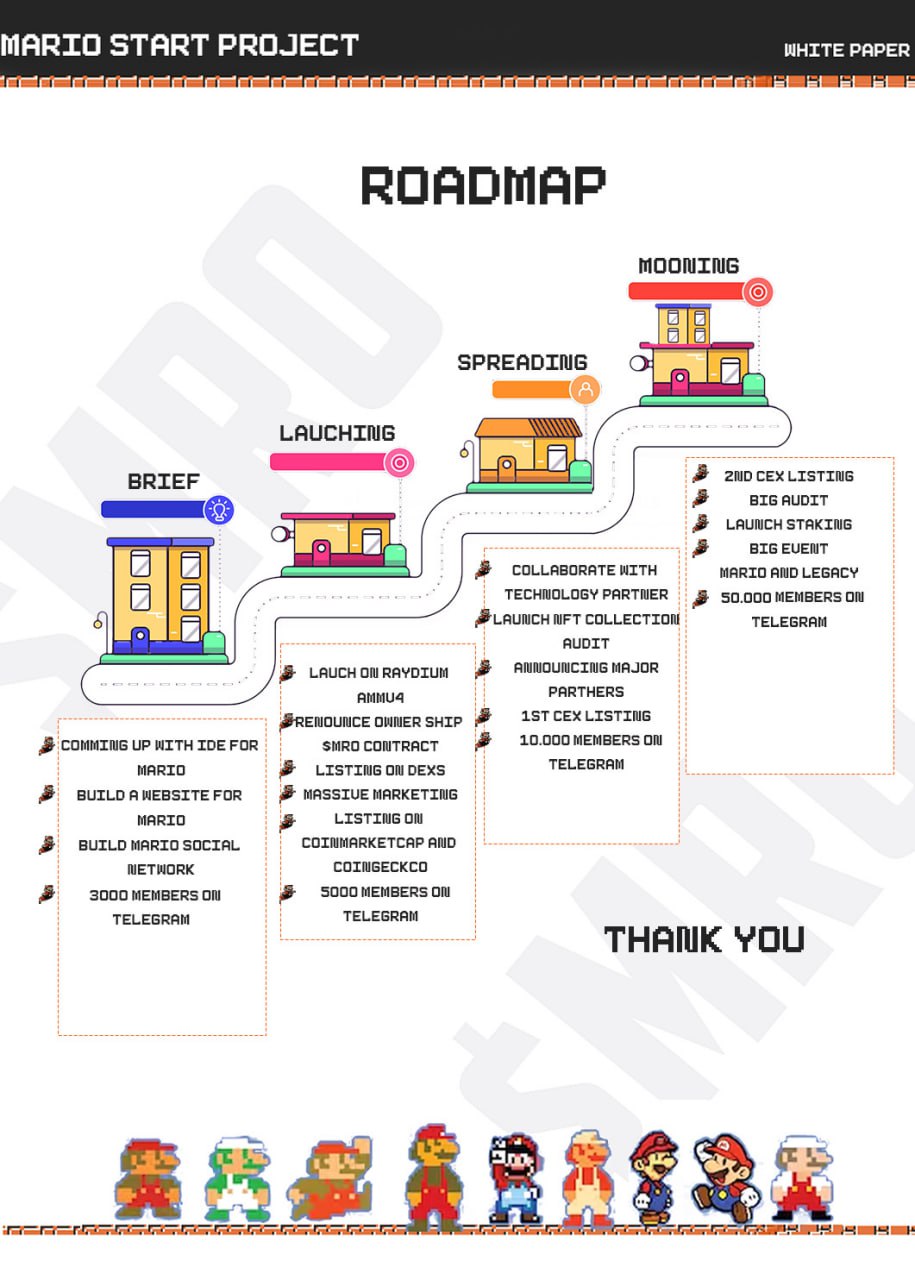 MARIO START PROJECT
WHITE PAPER
ROADMAP
MOONING
SPREADING
LAUCHING
BRIEF
COMMING UP WITH IDE FOR
MARIO
BUILD A WEBSITE FOR
MARIO
BUILD MARIO SOCIAL
NETWORK
3000 MEMBERS ON
TELEGRAM
LAUCH ON RAYDIUM
AMMV4
RENOUNCE OWNER SHIP
$MRO CONTRACT
LISTING ON DEXS
MASSIVE MARKETING
LISTING ON
COINMARKETCAP AND
COINGECKCO
5000 MEMBERS ON
TELEGRAM
COLLABORATE WITH
TECHNOLOGY PARTNER
LAUNCH NFT COLLECTION
AUDIT
ANNOUNCING MAJOR
PARTHERS
1ST CEX LISTING
10.000 MEMBERS ON
TELEGRAM
2ND CEX LISTING
BIG AUDIT
LAUNCH STAKING
BIG EVENT
MARIO AND LEGACY
50.000 MEMBERS ON
TELEGRAM
THANK YOU
$MRO
$MRO